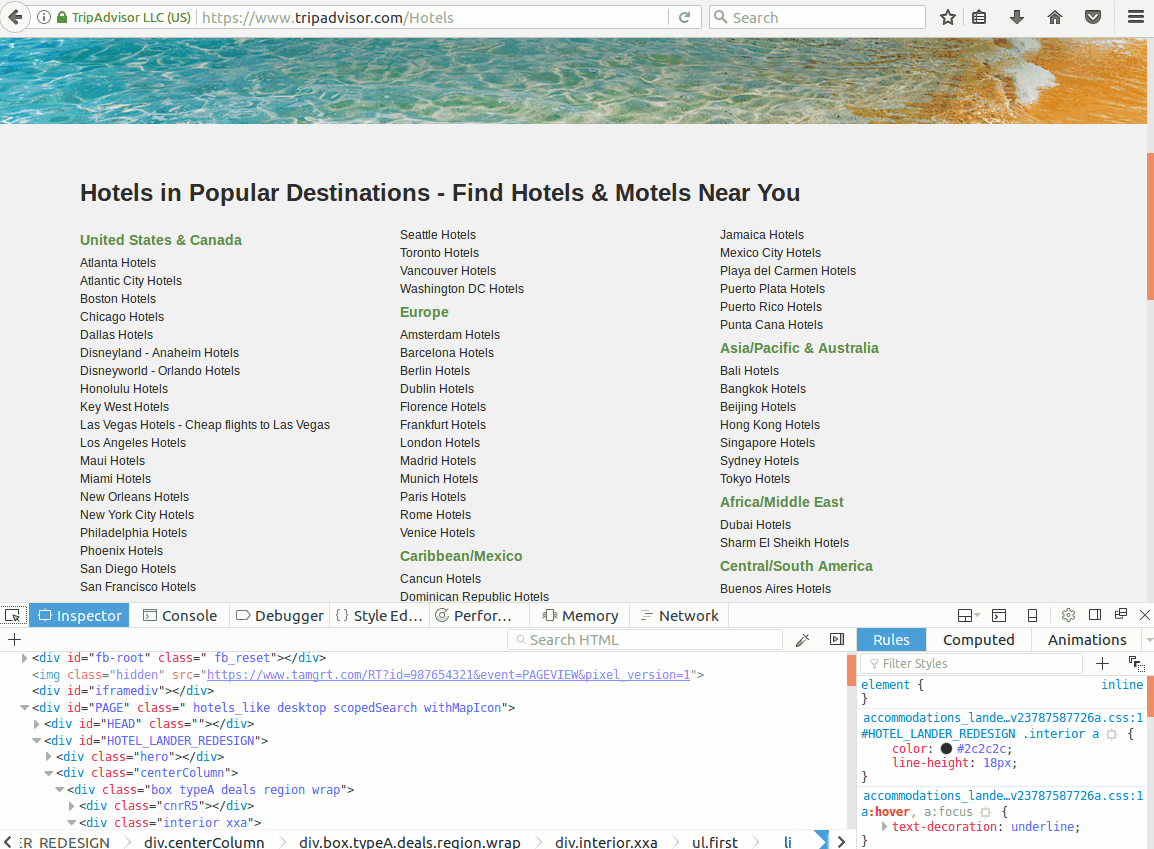 TripAdvisor LLC (US) https://www.tripadvisor.com/Hotels Search
Hotels in Popular Destinations - Find Hotels & Motels Near You
United States & Canada
Atlanta Hotels
Atlantic City Hotels
Boston Hotels
Chicago Hotels
Dallas Hotels
Disneyland - Anaheim Hotels
Disneyworld - Orlando Hotels
Honolulu Hotels
Key West Hotels
Las Vegas Hotels - Cheap flights to Las Vegas
Los Angeles Hotels
Maui Hotels
Miami Hotels
New Orleans Hotels
New York City Hotels
Philadelphia Hotels
Phoenix Hotels
San Diego Hotels
San Francisco Hotels
Seattle Hotels
Toronto Hotels
Vancouver Hotels
Washington DC Hotels
Europe
Amsterdam Hotels
Barcelona Hotels
Berlin Hotels
Dublin Hotels
Florence Hotels
Frankfurt Hotels
London Hotels
Madrid Hotels
Munich Hotels
Paris Hotels
Rome Hotels
Venice Hotels
Caribbean/Mexico
Cancun Hotels
Dominican Republic Hotels
Jamaica Hotels
Mexico City Hotels
Playa del Carmen Hotels
Puerto Plata Hotels
Puerto Rico Hotels
Punta Cana Hotels
Asia/Pacific & Australia
Bali Hotels
Bangkok Hotels
Beijing Hotels
Hong Kong Hotels
Singapore Hotels
Sydney Hotels
Tokyo Hotels
Africa/Middle East
Dubai Hotels
Sharm El Sheikh Hotels
Central/South America
Buenos Aires Hotels
Inspector Console Debugger { } Style Ed... Perfor... Memory Network
+ Search HTML
<div id="fb-root" class=" fb_reset"></div>
<img class="hidden" src="https://www.tamgrt.com/RT?id=987654321&event=PAGEVIEW&pixel_version=1">
<div id="iframediv"></div>
<div id="PAGE" class=" hotels_like desktop scopedSearch withMapIcon">
<div id="HEAD" class=""></div>
<div id="HOTEL_LANDER_REDESIGN">
<div class="hero"></div>
<div class="centerColumn">
<div class="box typeA deals region wrap">
<div class="cnrR5"></div>
<div class="interior xxa">
ER_REDESIGN div.centerColumn div.box.typeA.deals.region.wrap div.interior.xxa ul.first li
Rules Computed Animations
Filter Styles +
element { inline
}
accommodations_lande…v23787587726a.css:1
#HOTEL_LANDER_REDESIGN .interior a {
color: #2c2c2c;
line-height: 18px;
}
accommodations_lande…v23787587726a.css:1
a:hover, a:focus {
text-decoration: underline;
}